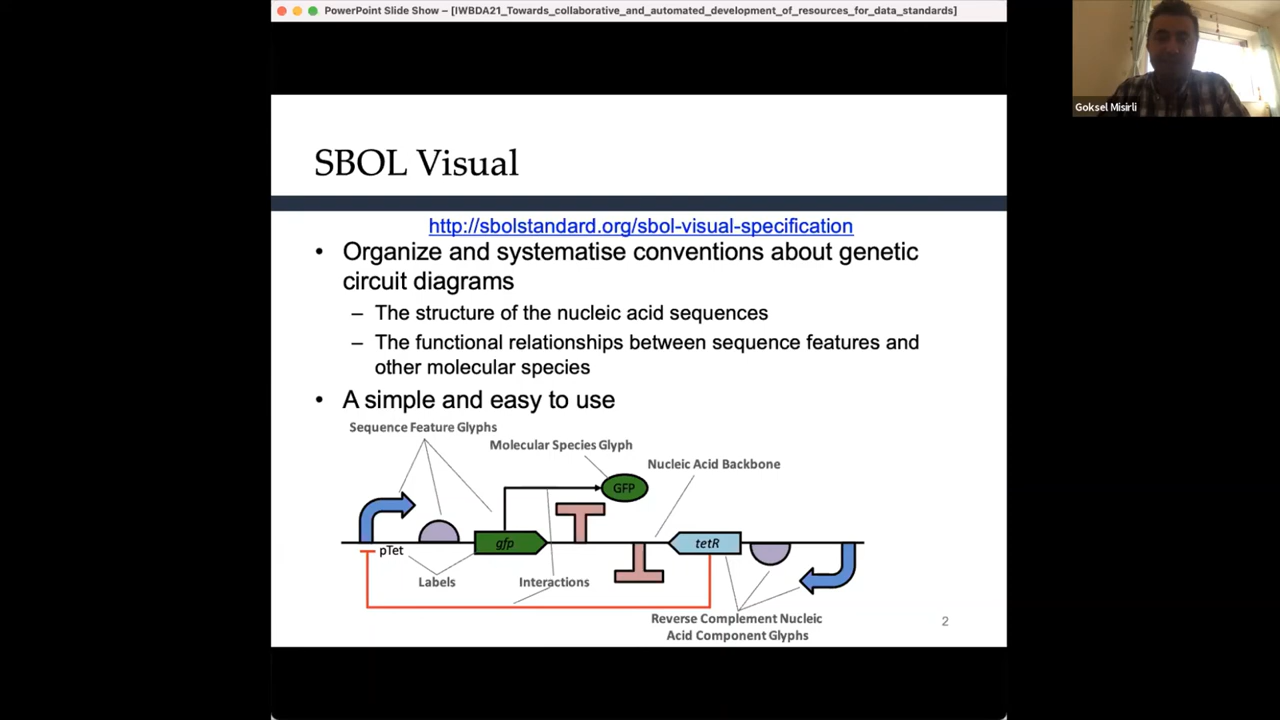 PowerPoint Slide Show – [IWBDA21_Towards_collaborative_and_automated_development_of_resources_for_data_standards]
Goksel Misirli
SBOL Visual
http://sbolstandard.org/sbol-visual-specification
• Organize and systematise conventions about genetic
circuit diagrams
– The structure of the nucleic acid sequences
– The functional relationships between sequence features and
other molecular species
• A simple and easy to use
Sequence Feature Glyphs
Molecular Species Glyph
Nucleic Acid Backbone
GFP
pTet
gfp
tetR
Labels
Interactions
Reverse Complement Nucleic
Acid Component Glyphs
2